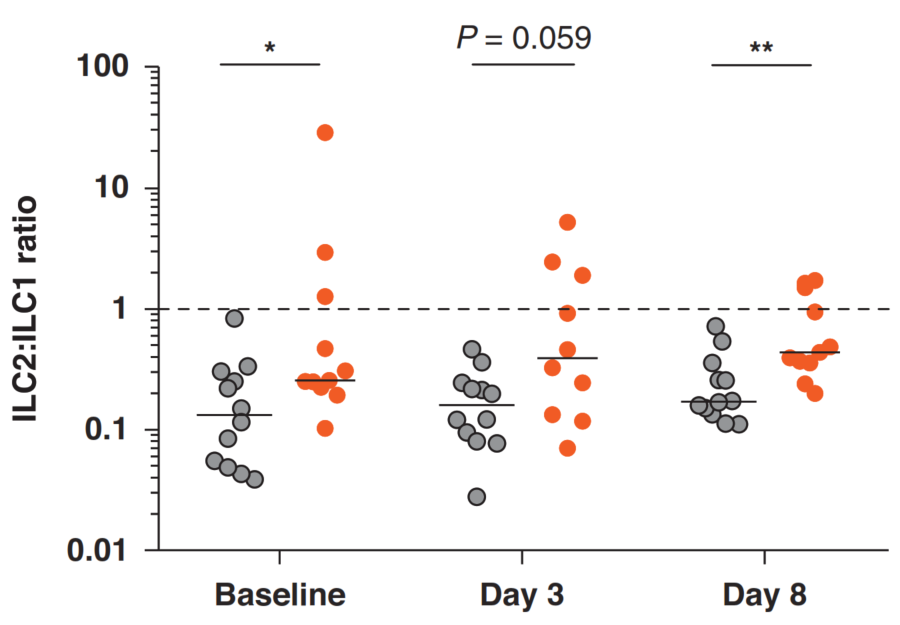 P = 0.059
*
**
100
10
1
0.1
0.01
ILC2:ILC1 ratio
Baseline
Day 3
Day 8